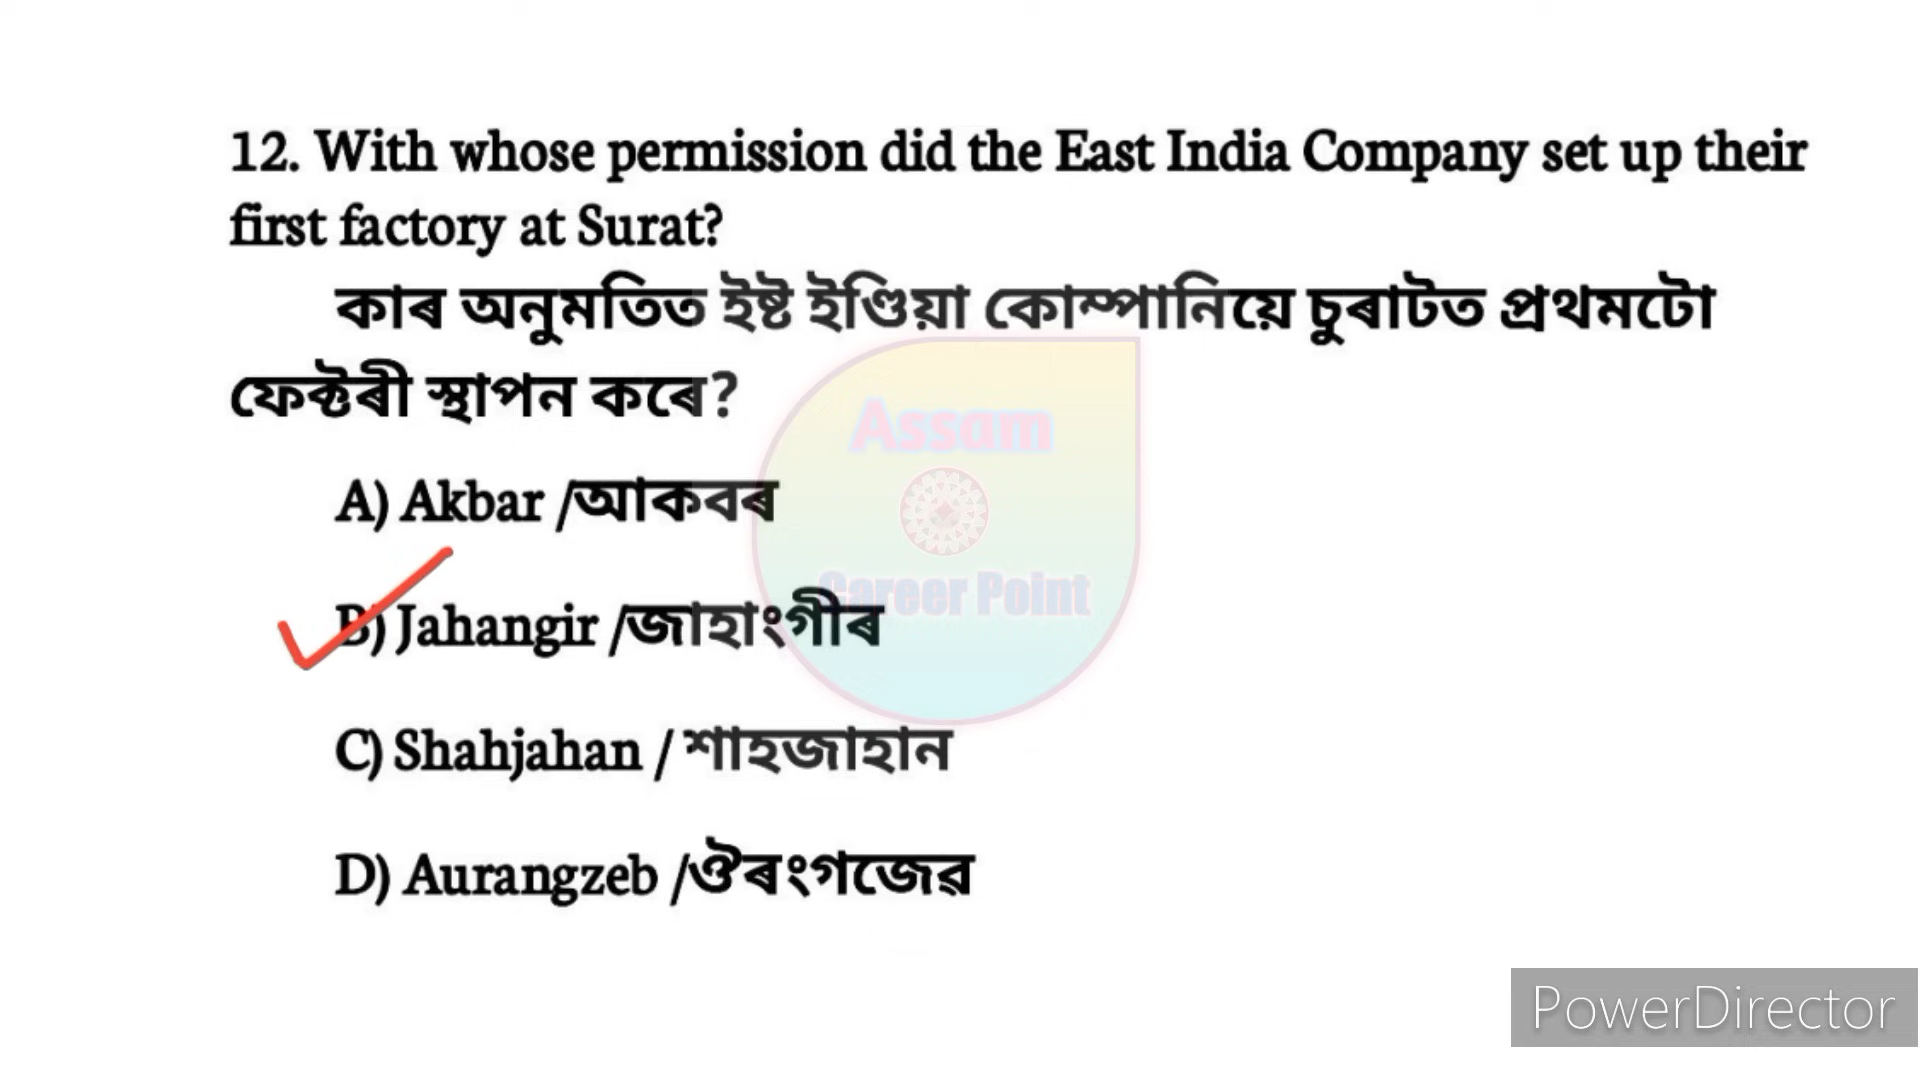 12. With whose permission did the East India Company set up their
first factory at Surat?
কাৰ অনুমতিত ইষ্ট ইণ্ডিয়া কোম্পানিয়ে চুৰাটত প্ৰথমটো
ফেক্টৰী স্থাপন কৰে?
Assam
A) Akbar /আকবৰ
Career Point
B) Jahangir /জাহাংগীৰ
C) Shahjahan / শাহজাহান
D) Aurangzeb /ঔৰংগজেৱ
PowerDirector